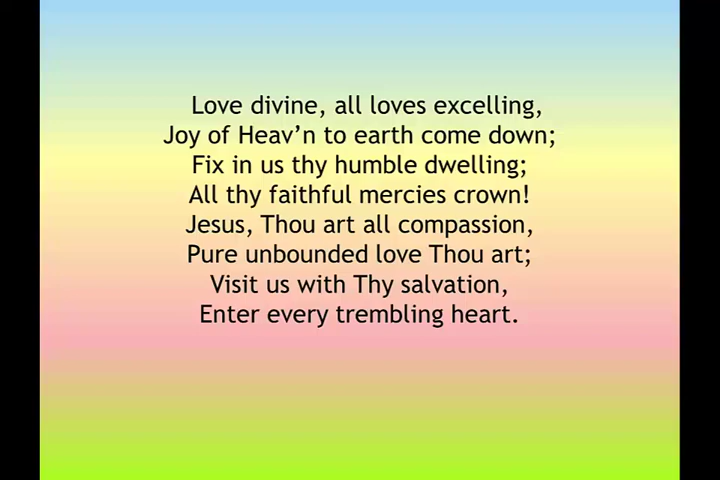 Love divine, all loves excelling,
Joy of Heav’n to earth come down;
Fix in us thy humble dwelling;
All thy faithful mercies crown!
Jesus, Thou art all compassion,
Pure unbounded love Thou art;
Visit us with Thy salvation,
Enter every trembling heart.